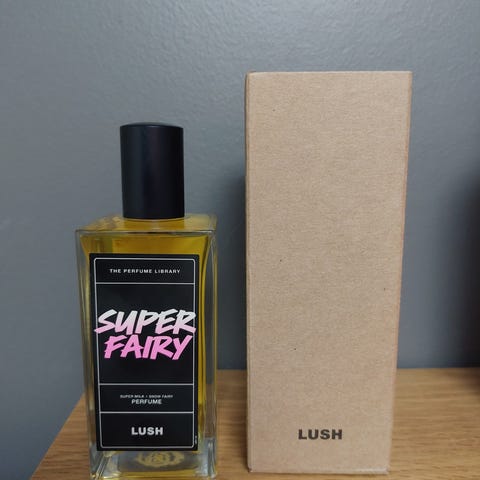 THE PERFUME LIBRARY
SUPER
FAIRY
SUPER MILK + SNOW FAIRY
PERFUME
LUSH
LUSH